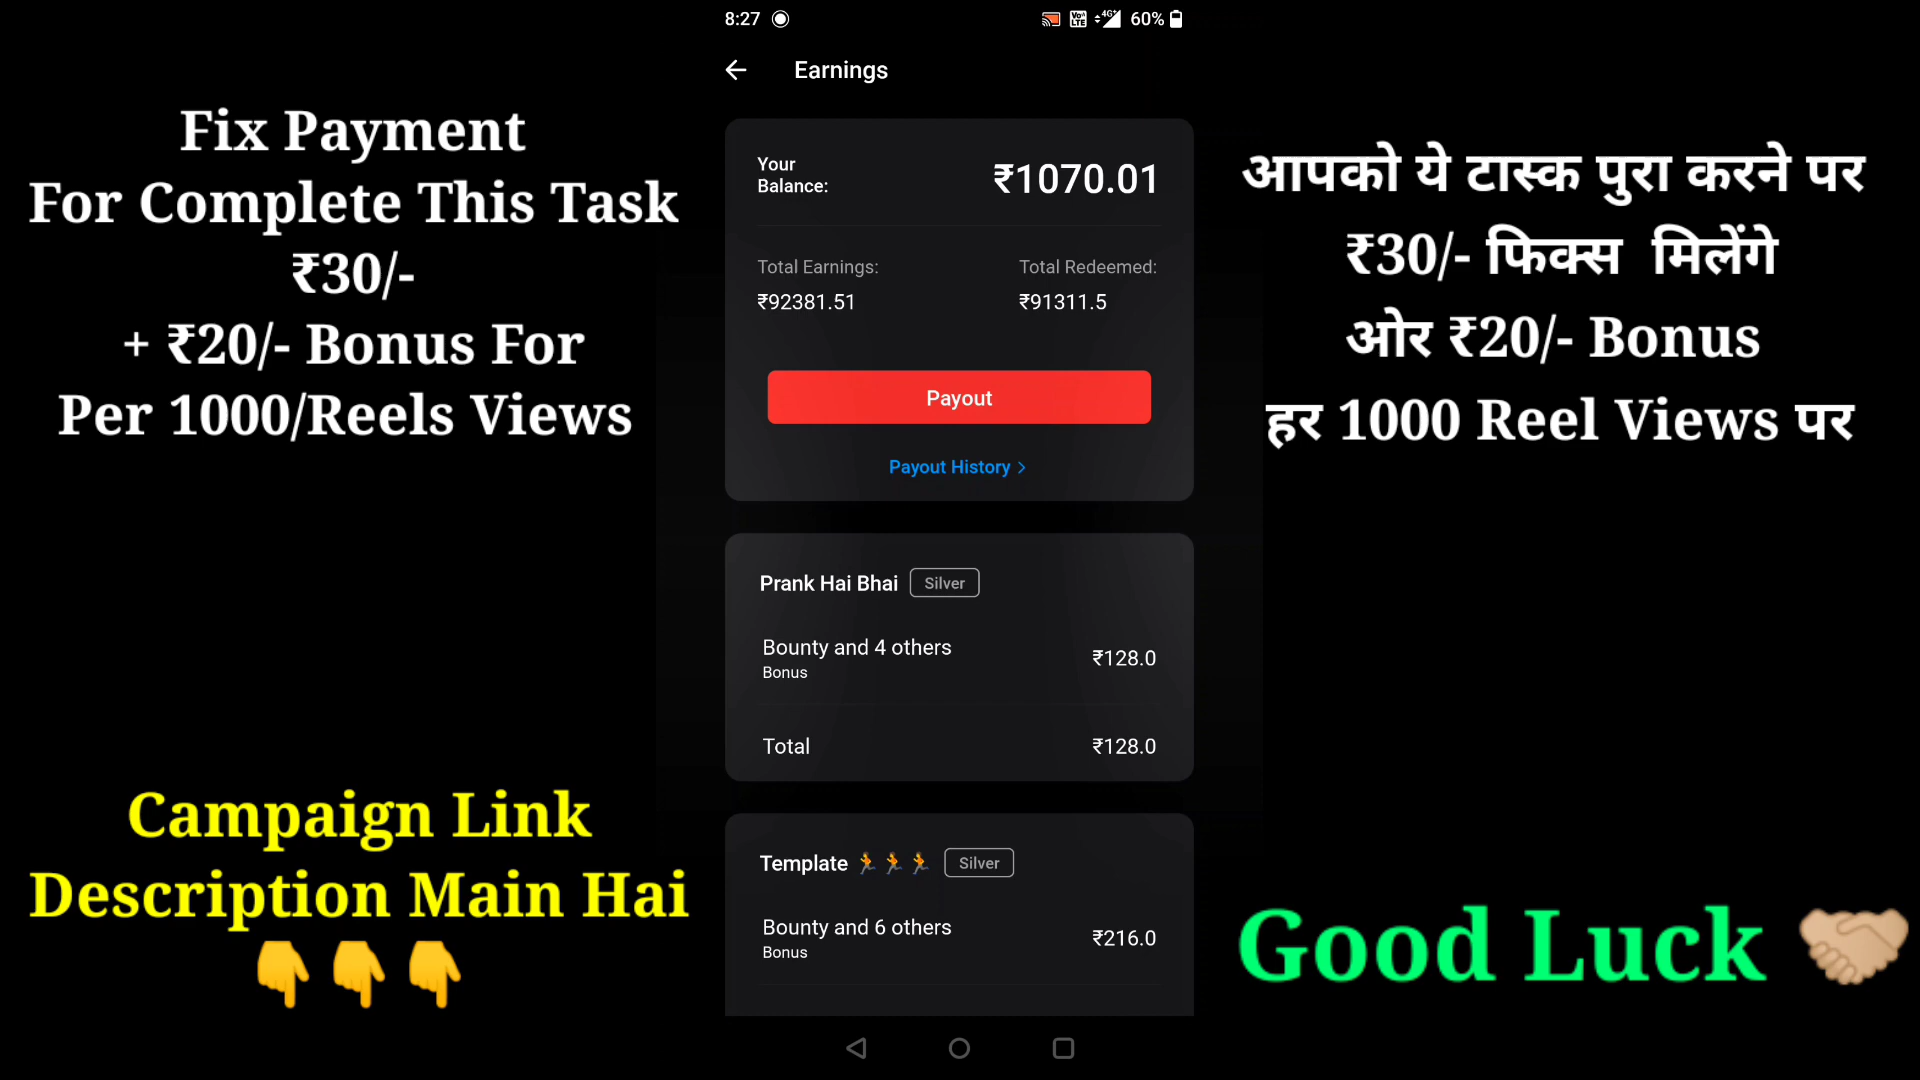 Fix Payment
For Complete This Task
₹30/-
+ ₹20/- Bonus For
Per 1000/Reels Views
Campaign Link
Description Main Hai
👇👇👇
8:27
VoLTE 4G+ 60%
Earnings
Your
Balance:
₹1070.01
Total Earnings:
Total Redeemed:
₹92381.51
₹91311.5
Payout
Payout History >
Prank Hai Bhai Silver
Bounty and 4 others
Bonus
₹128.0
Total
₹128.0
Template 🏃🏃🏃 Silver
Bounty and 6 others
Bonus
₹216.0
आपको ये टास्क पुरा करने पर
₹30/- फिक्स मिलेंगे
ओर ₹20/- Bonus
हर 1000 Reel Views पर
Good Luck 🤝🏼